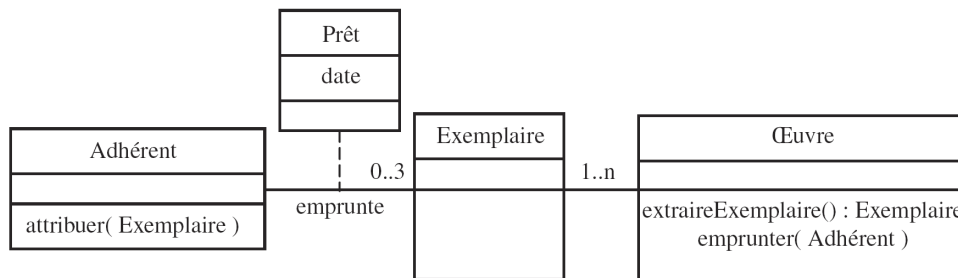 Prêt
date
Adhérent
attribuer( Exemplaire )
emprunte
0..3
Exemplaire
1..n
Œuvre
extraireExemplaire() : Exemplaire
emprunter( Adhérent )